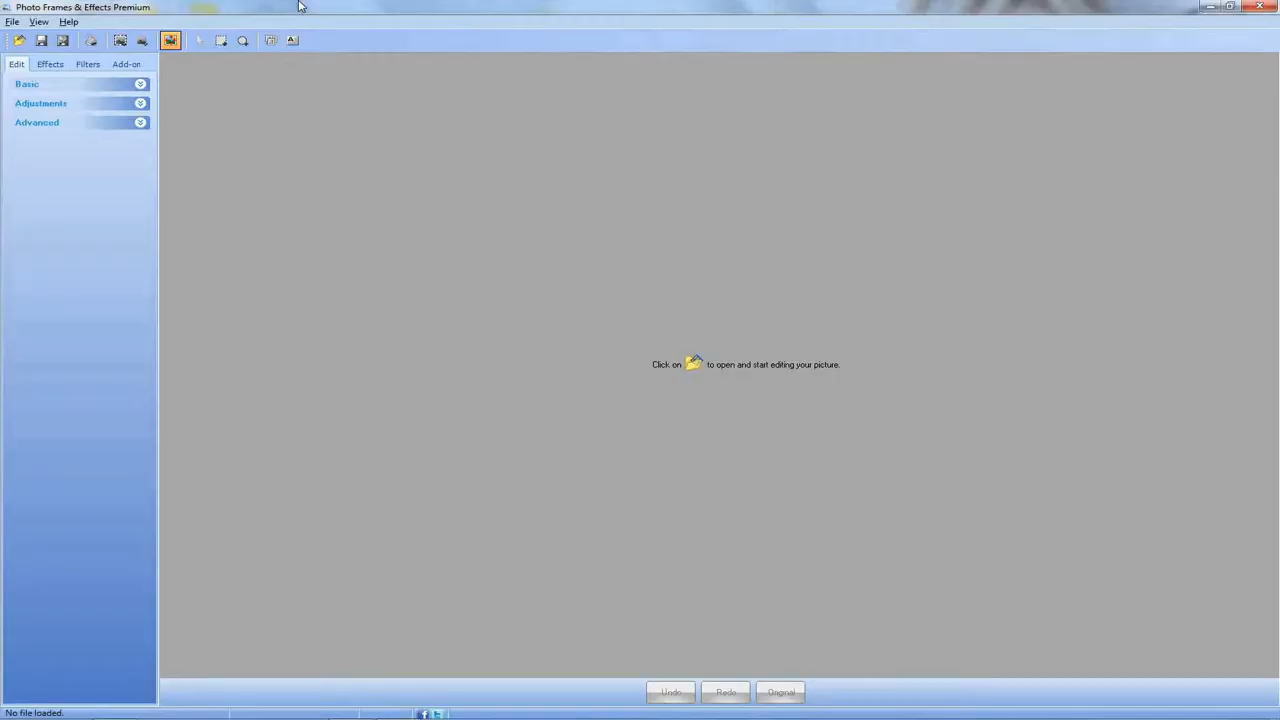 Photo Frames & Effects Premium
File View Help
Edit Effects Filters Add-on
Basic
Adjustments
Advanced
Click on to open and start editing your picture.
Undo Redo Original
No file loaded.